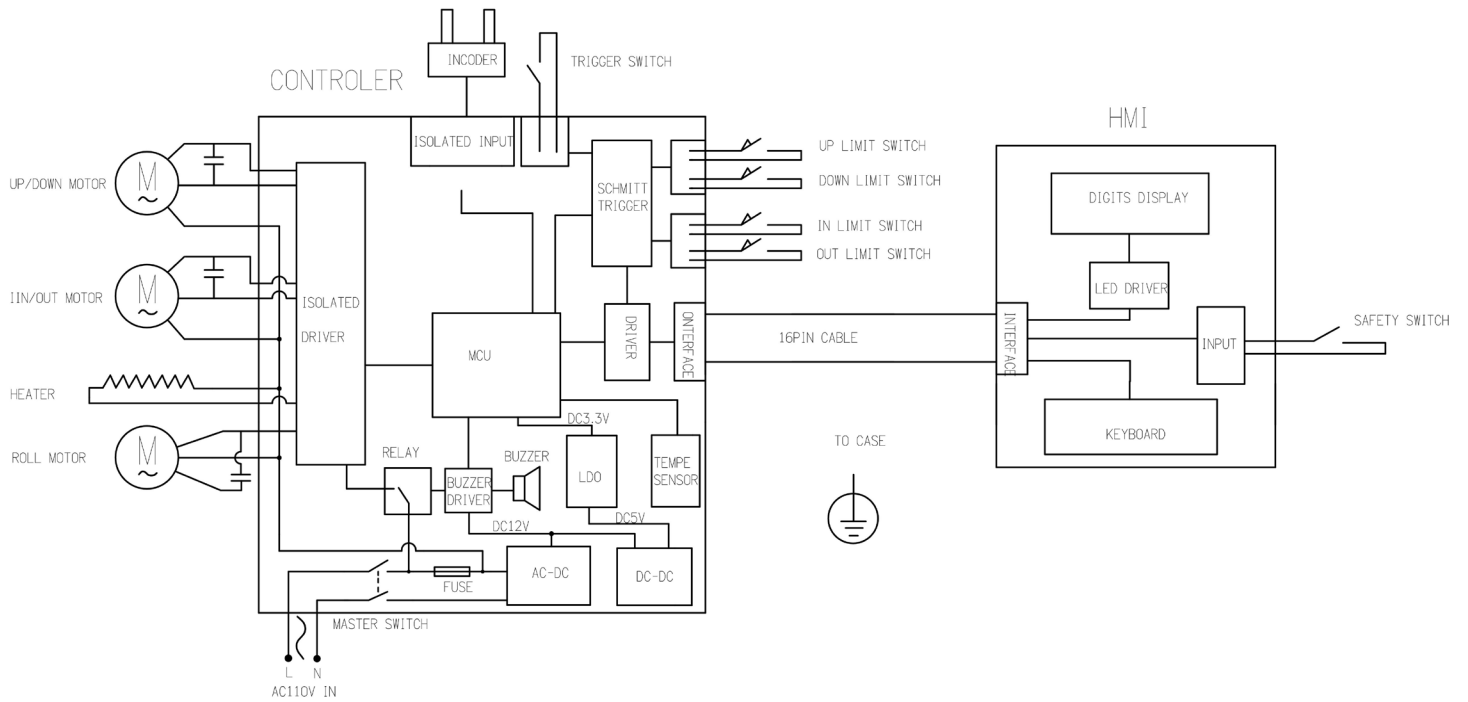 INCODER
TRIGGER SWITCH
CONTROLER
HMI
ISOLATED INPUT
UP LIMIT SWITCH
M
UP/DOWN MOTOR
SCHMITT
TRIGGER
DOWN LIMIT SWITCH
DIGITS DISPLAY
IN LIMIT SWITCH
OUT LIMIT SWITCH
M
IIN/OUT MOTOR
ISOLATED
DRIVER
LED DRIVER
MCU
DRIVER
ONTERFACE
16PIN CABLE
INTERFACE
INPUT
SAFETY SWITCH
HEATER
DC3.3V
KEYBOARD
TO CASE
M
ROLL MOTOR
RELAY
BUZZER
BUZZER
DRIVER
LDO
TEMPE
SENSOR
DC12V
DC5V
AC-DC
DC-DC
FUSE
MASTER SWITCH
L N
AC110V IN